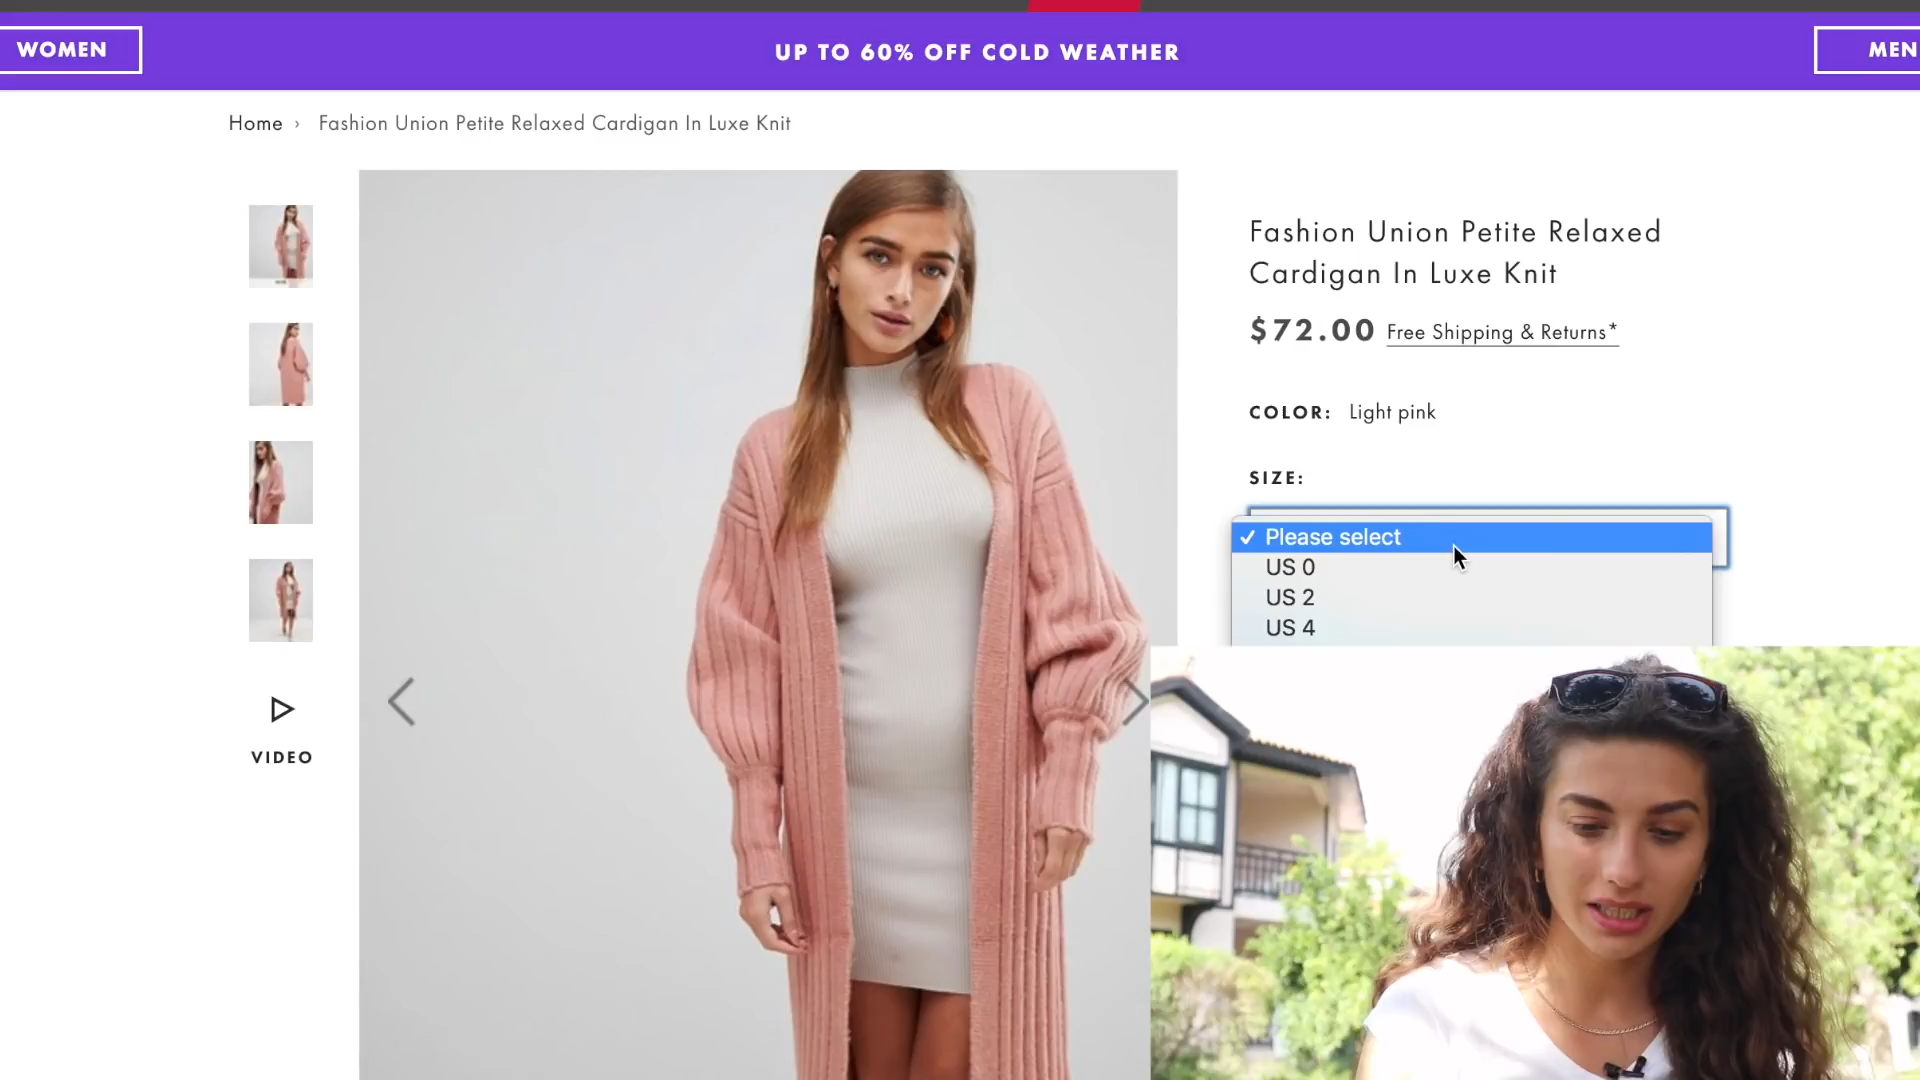 WOMEN
UP TO 60% OFF COLD WEATHER
MEN
Home › Fashion Union Petite Relaxed Cardigan In Luxe Knit
Fashion Union Petite Relaxed
Cardigan In Luxe Knit
$72.00 Free Shipping & Returns*
COLOR: Light pink
SIZE:
✓ Please select
US 0
US 2
US 4
VIDEO